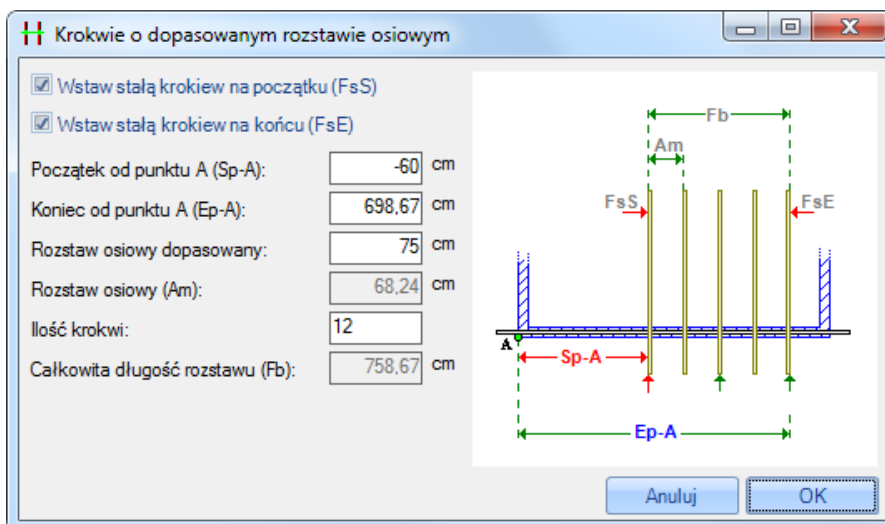 Krokwie o dopasowanym rozstawie osiowym
Wstaw stałą krokiew na początku (FsS)
Wstaw stałą krokiew na końcu (FsE)
Początek od punktu A (Sp-A): -60 cm
Koniec od punktu A (Ep-A): 698,67 cm
Rozstaw osiowy dopasowany: 75 cm
Rozstaw osiowy (Am): 68,24 cm
Ilość krokwi: 12
Całkowita długość rozstawu (Fb): 758,67 cm
Fb
Am
FsS
FsE
A
Sp-A
Ep-A
Anuluj
OK